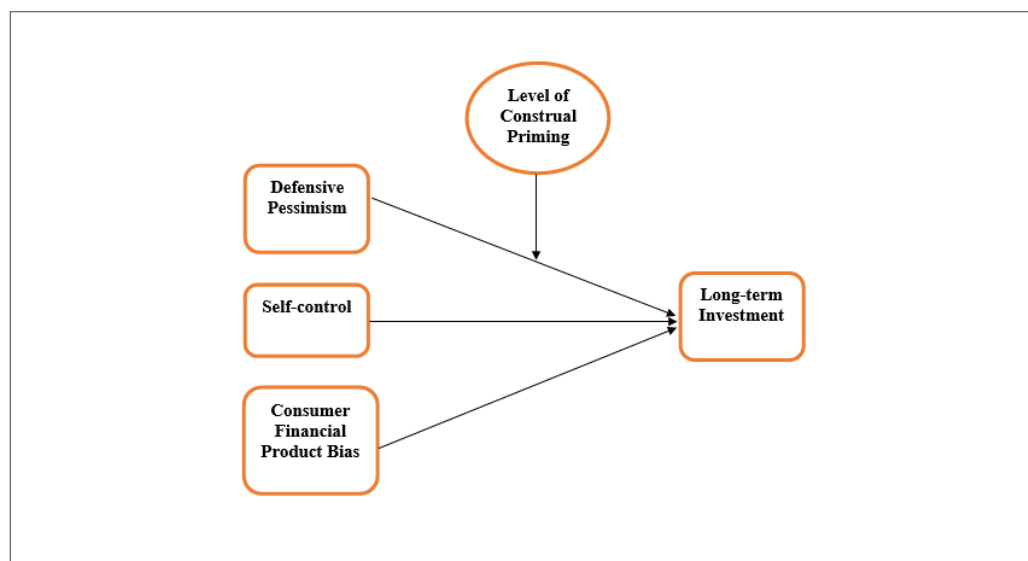 Level of
Construal
Priming
Defensive
Pessimism
Self-control
Long-term
Investment
Consumer
Financial
Product Bias